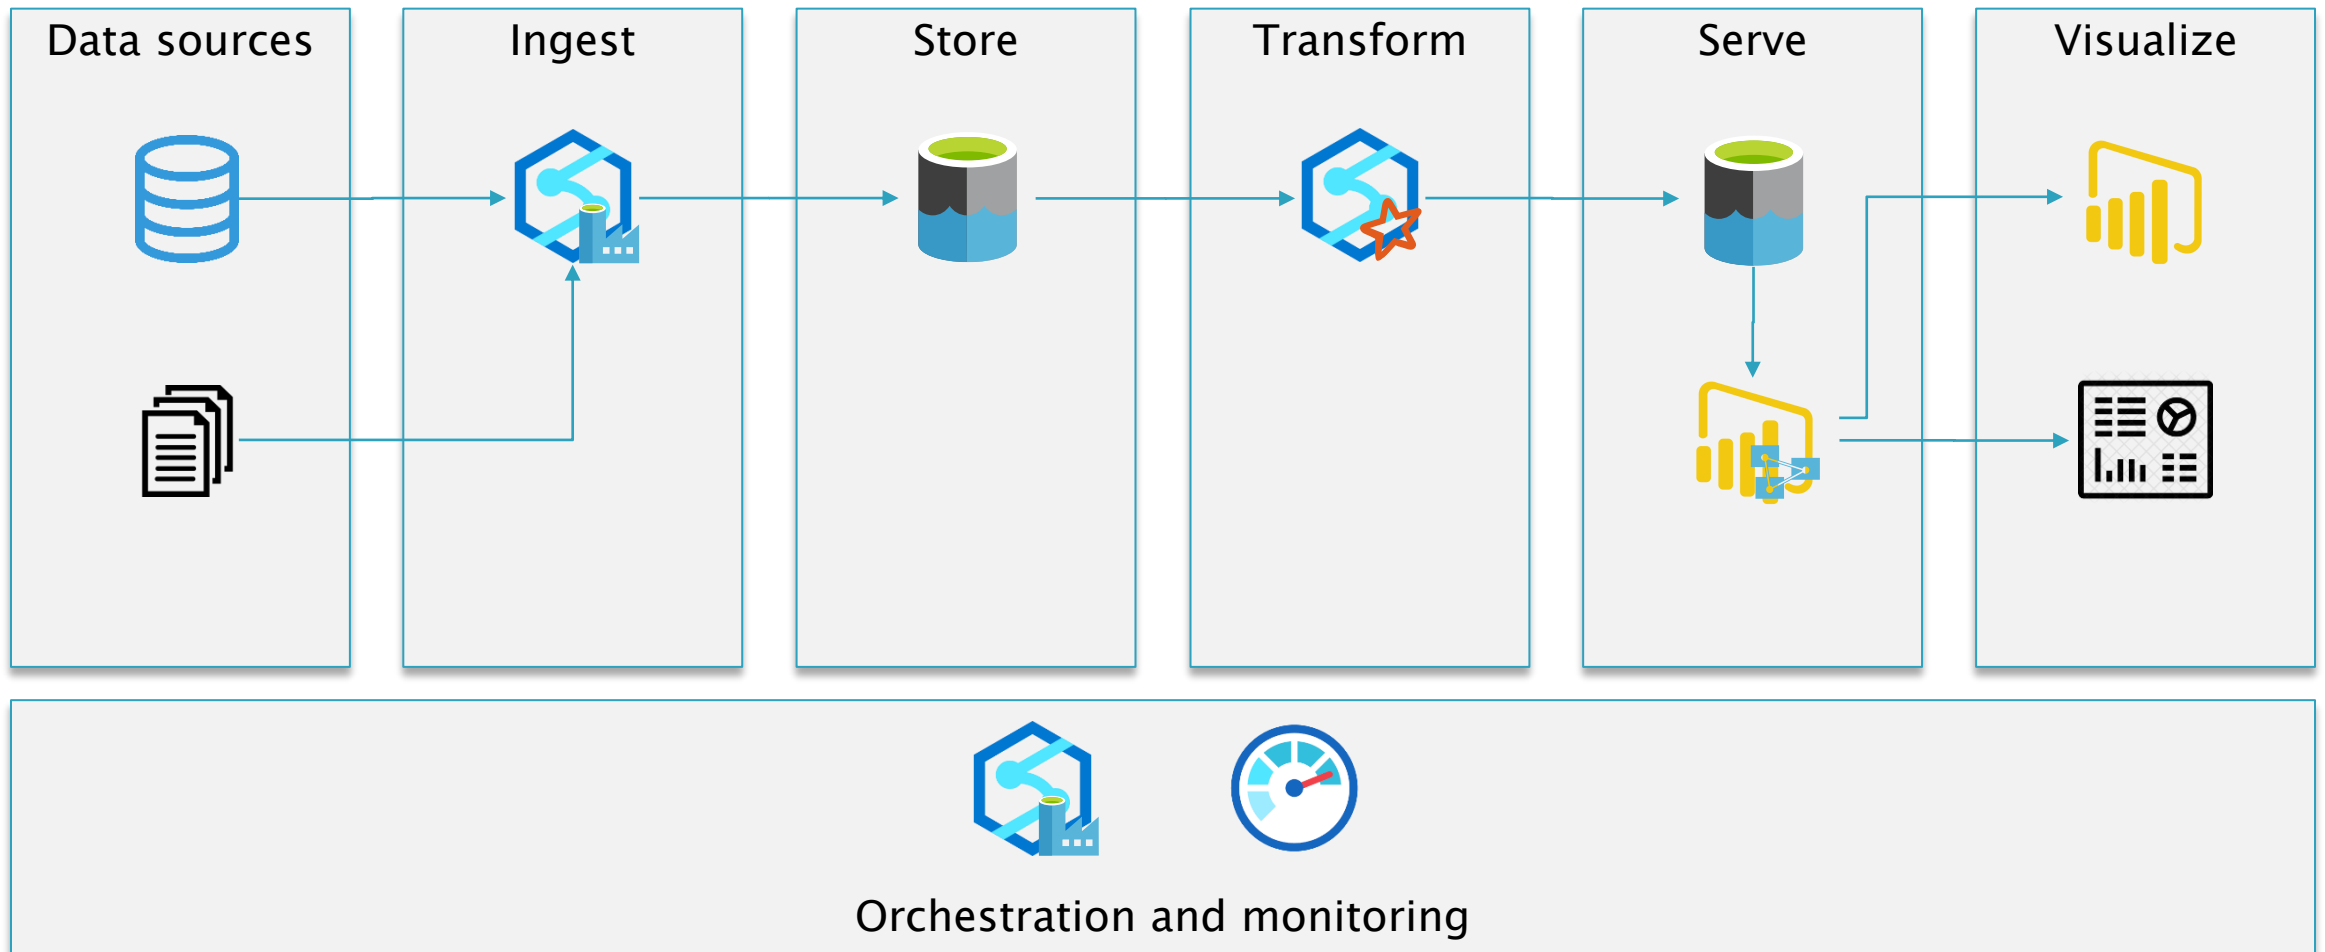 Data sources
Ingest
Store
Transform
Serve
Visualize
Orchestration and monitoring